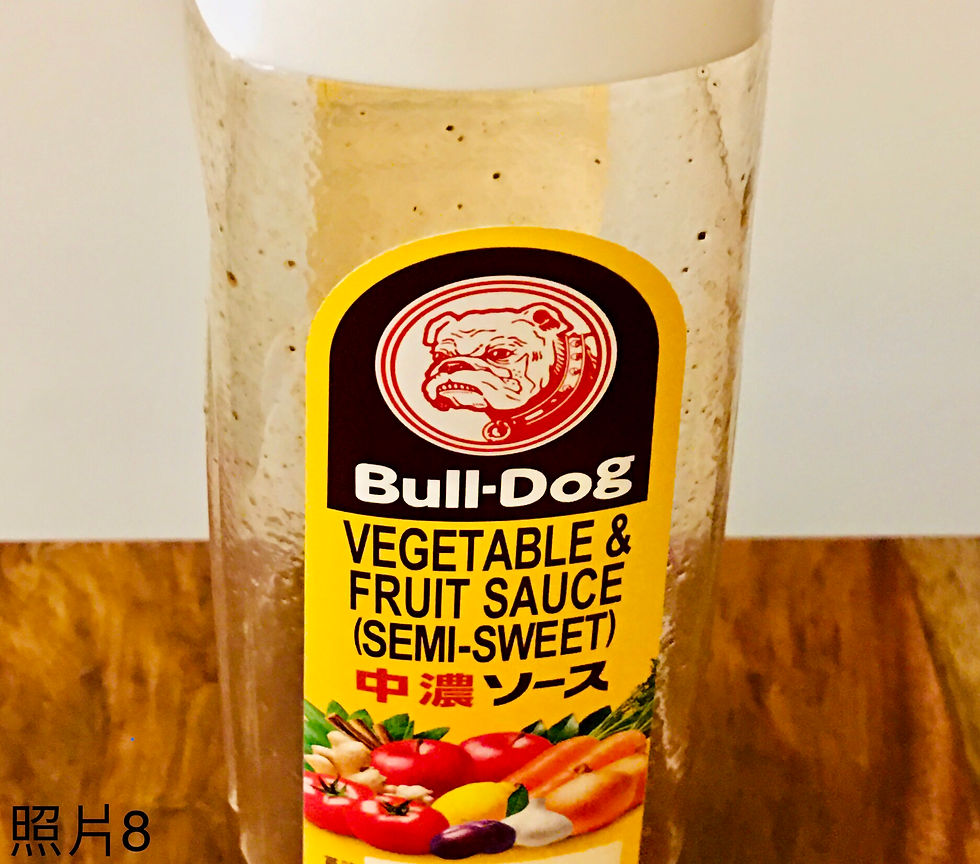 Bull-Dog
VEGETABLE &
FRUIT SAUCE
(SEMI-SWEET)
中濃ソース
照片8